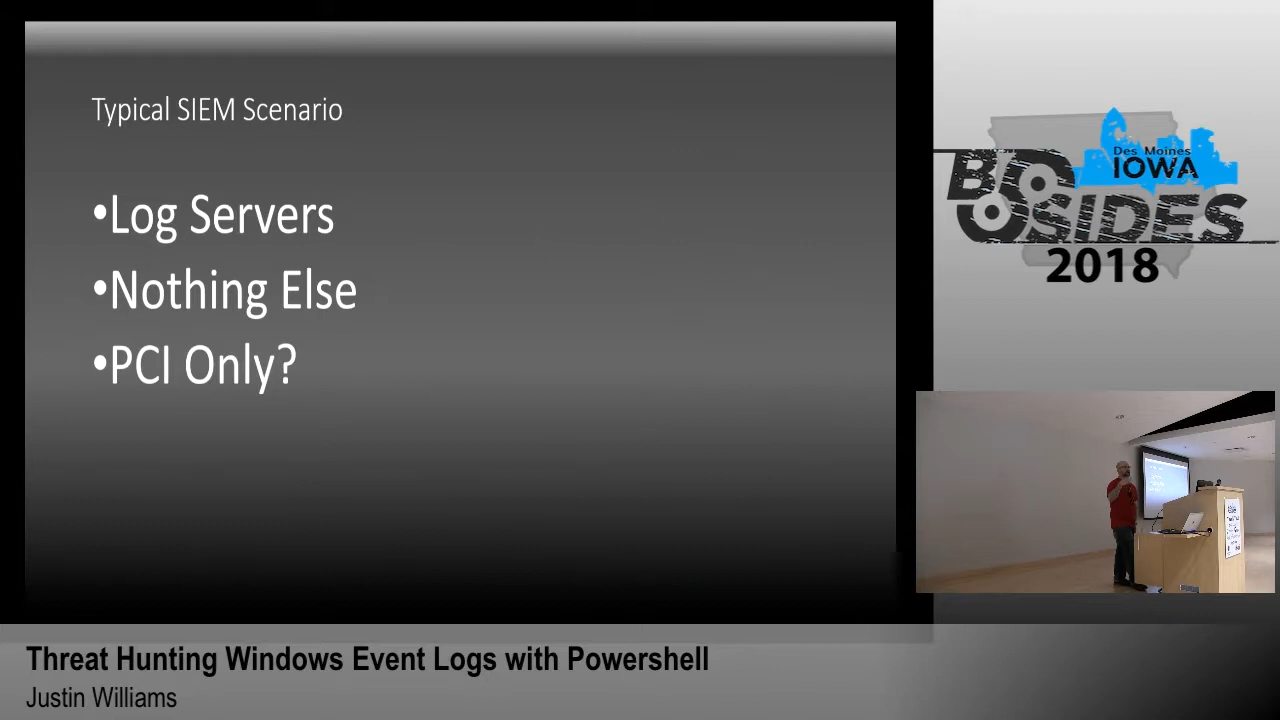 Typical SIEM Scenario
•Log Servers
•Nothing Else
•PCI Only?
Des Moines
IOWA
BSIDES
2018
Threat Hunting Windows Event Logs with Powershell
Justin Williams